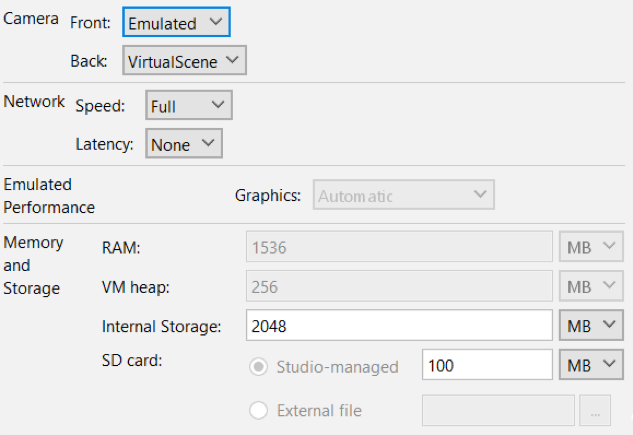 Camera Front: Emulated
Back: VirtualScene
Network Speed: Full
Latency: None
Emulated Performance Graphics: Automatic
Memory and Storage RAM: 1536 MB
VM heap: 256 MB
Internal Storage: 2048 MB
SD card: Studio-managed 100 MB
External file ...